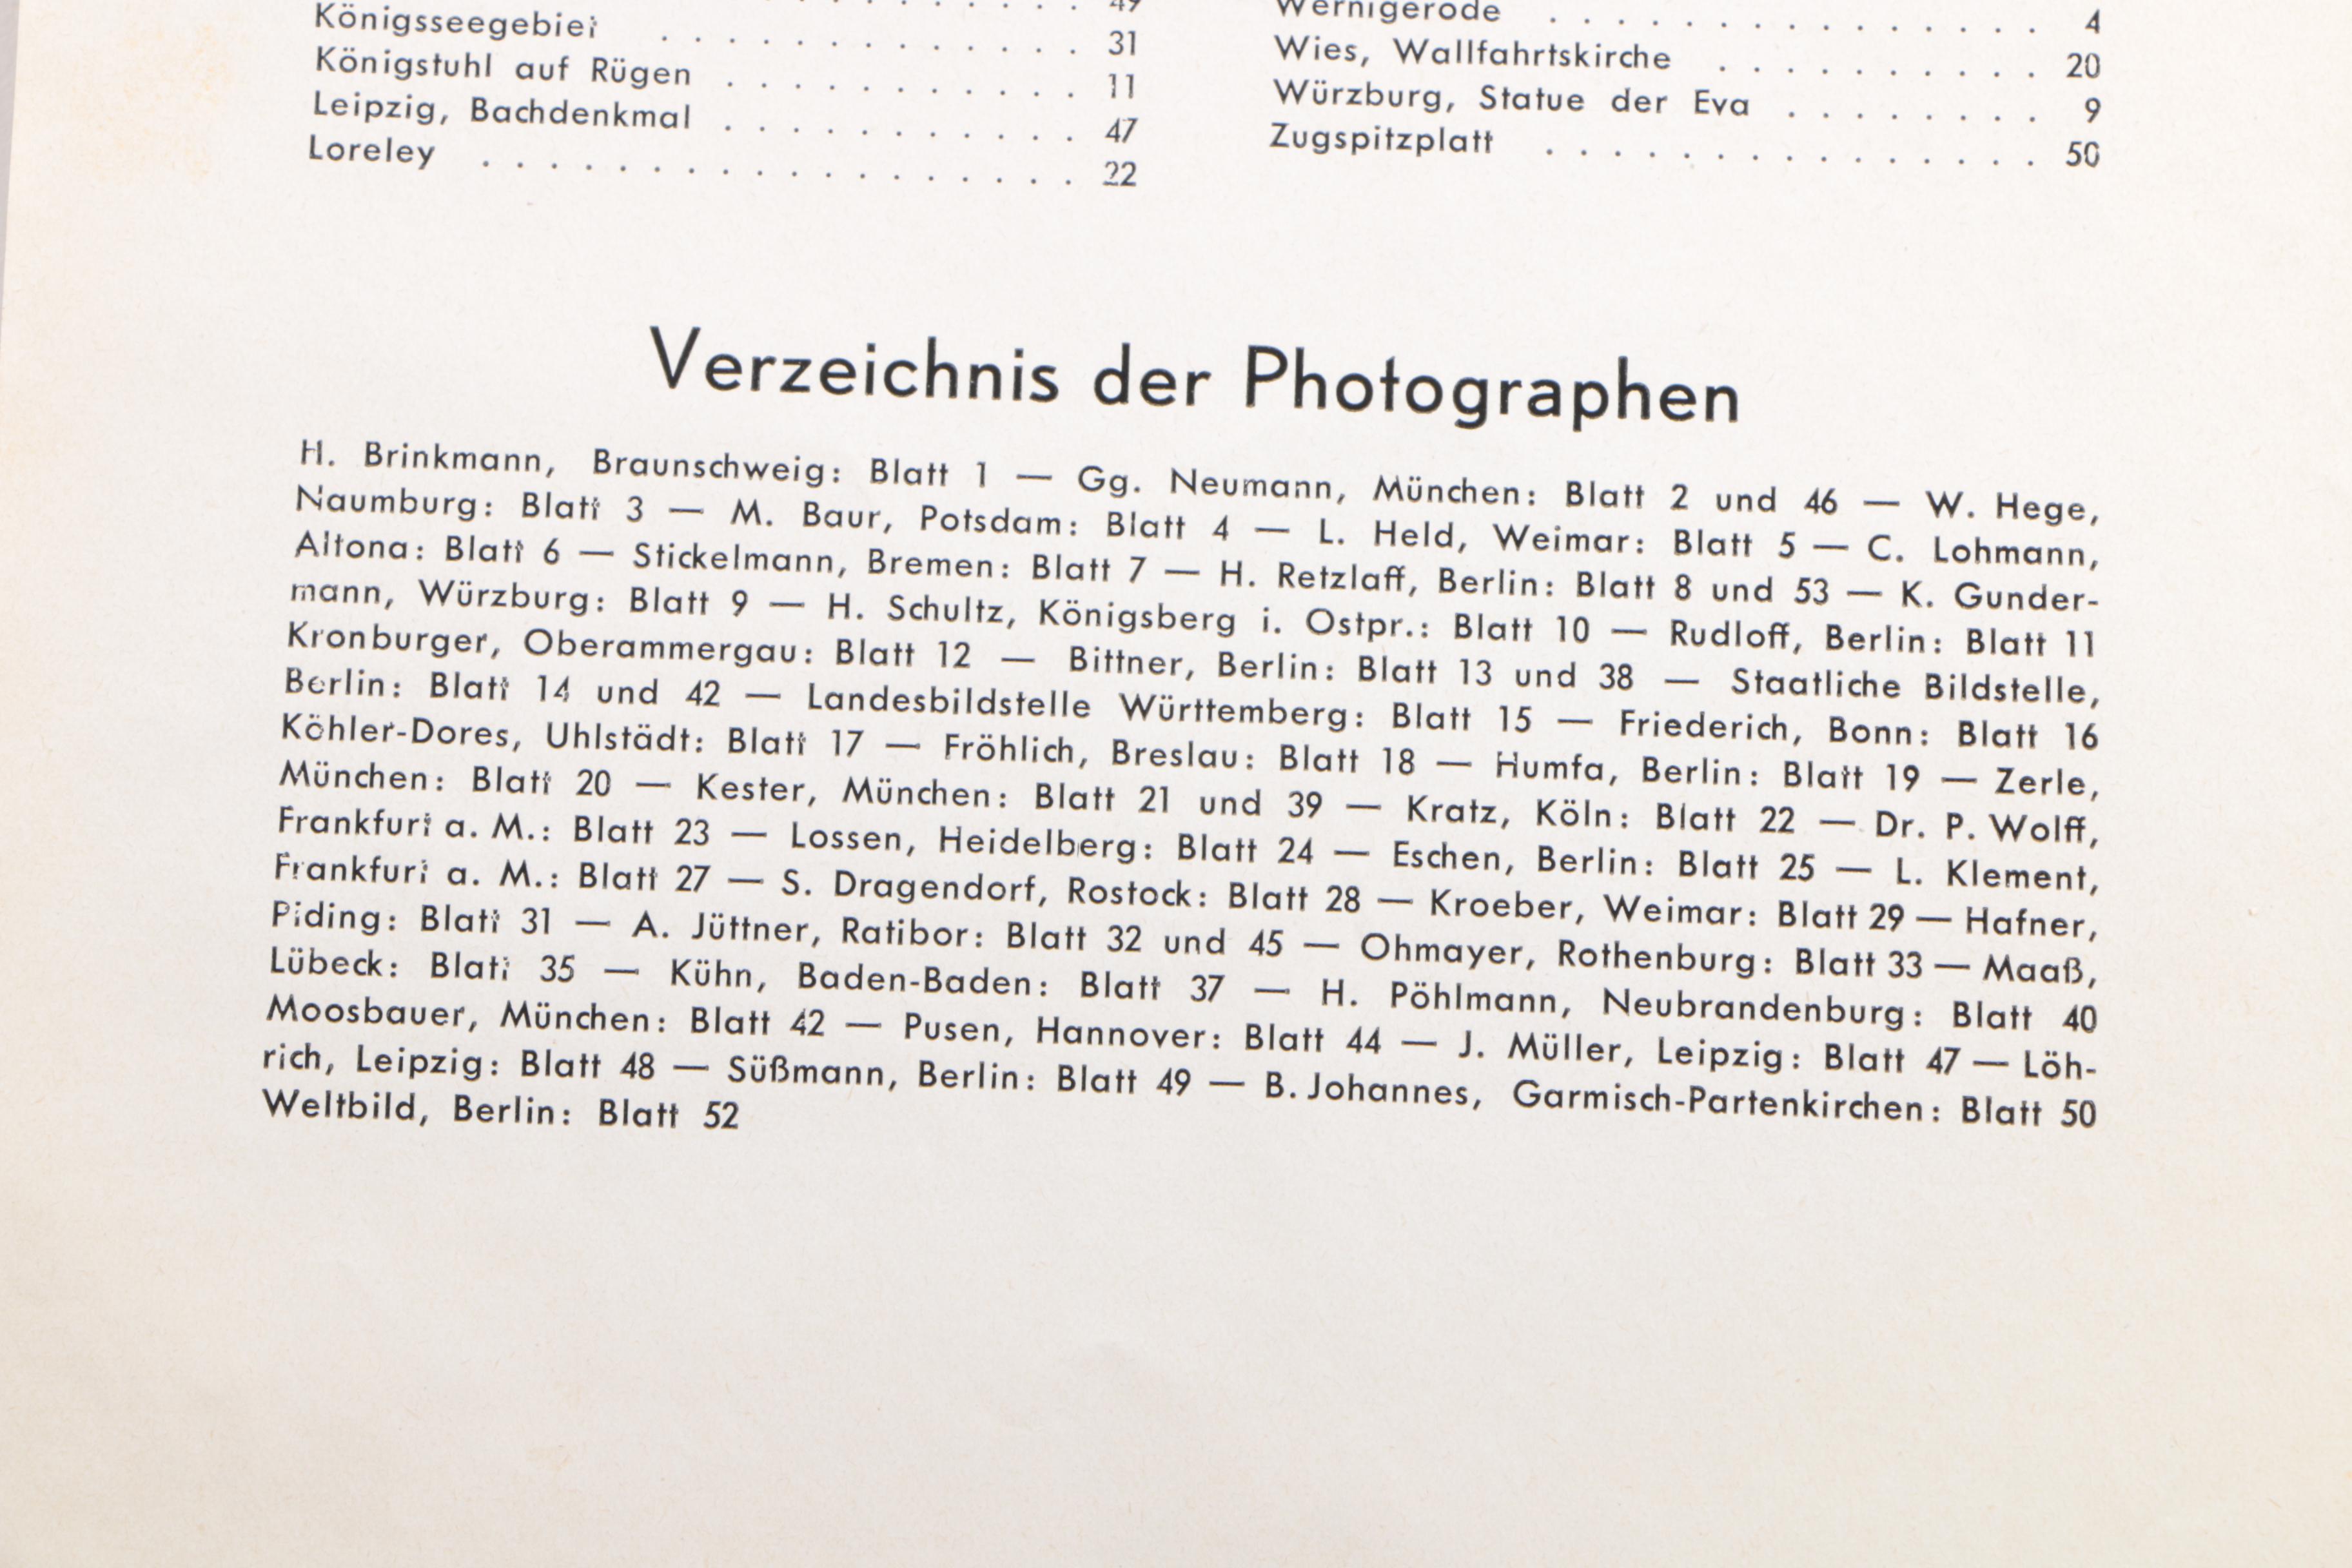 Königsseegebiet . . . . . . . . . . . . . 31
Königstuhl auf Rügen . . . . . . . . . . . 11
Leipzig, Bachdenkmal . . . . . . . . . . . 47
Loreley . . . . . . . . . . . . . . . . . . 22
Wernigerode . . . . . . . . . . . . . . . 4
Wies, Wallfahrtskirche . . . . . . . . . . 20
Würzburg, Statue der Eva . . . . . . . . 9
Zugspitzplatt . . . . . . . . . . . . . . . 50
Verzeichnis der Photographen
H. Brinkmann, Braunschweig: Blatt 1 — Gg. Neumann, München: Blatt 2 und 46 — W. Hege,
Naumburg: Blatt 3 — M. Baur, Potsdam: Blatt 4 — L. Held, Weimar: Blatt 5 — C. Lohmann,
Altona: Blatt 6 — Stickelmann, Bremen: Blatt 7 — H. Retzlaff, Berlin: Blatt 8 und 53 — K. Gunder-
mann, Würzburg: Blatt 9 — H. Schultz, Königsberg i. Ostpr.: Blatt 10 — Rudloff, Berlin: Blatt 11
Kronburger, Oberammergau: Blatt 12 — Bittner, Berlin: Blatt 13 und 38 — Staatliche Bildstelle,
Berlin: Blatt 14 und 42 — Landesbildstelle Württemberg: Blatt 15 — Friederich, Bonn: Blatt 16
Köhler-Dores, Uhlstädt: Blatt 17 — Fröhlich, Breslau: Blatt 18 — Humfa, Berlin: Blatt 19 — Zerle,
München: Blatt 20 — Kester, München: Blatt 21 und 39 — Kratz, Köln: Blatt 22 — Dr. P. Wolff,
Frankfurt a. M.: Blatt 23 — Lossen, Heidelberg: Blatt 24 — Eschen, Berlin: Blatt 25 — L. Klement,
Frankfurt a. M.: Blatt 27 — S. Dragendorf, Rostock: Blatt 28 — Kroeber, Weimar: Blatt 29 — Hafner,
Piding: Blatt 31 — A. Jüttner, Ratibor: Blatt 32 und 45 — Ohmayer, Rothenburg: Blatt 33 — Maaß,
Lübeck: Blatt 35 — Kühn, Baden-Baden: Blatt 37 — H. Pöhlmann, Neubrandenburg: Blatt 40
Moosbauer, München: Blatt 42 — Pusen, Hannover: Blatt 44 — J. Müller, Leipzig: Blatt 47 — Löh-
rich, Leipzig: Blatt 48 — Süßmann, Berlin: Blatt 49 — B. Johannes, Garmisch-Partenkirchen: Blatt 50
Weltbild, Berlin: Blatt 52